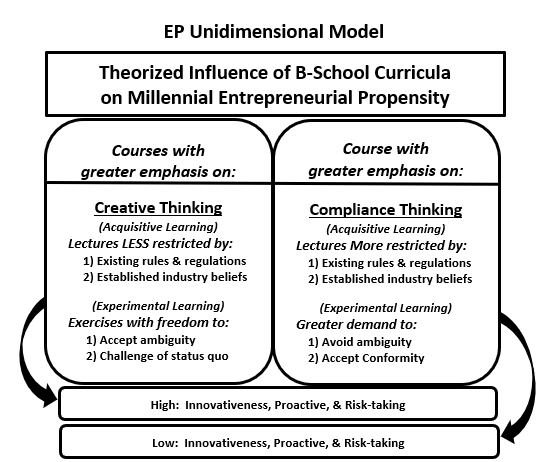 EP Unidimensional Model
Theorized Influence of B-School Curricula
on Millennial Entrepreneurial Propensity
Courses with
greater emphasis on:
Creative Thinking
(Acquisitive Learning)
Lectures LESS restricted by:
1) Existing rules & regulations
2) Established industry beliefs
(Experimental Learning)
Exercises with freedom to:
1) Accept ambiguity
2) Challenge of status quo
Course with
greater emphasis on:
Compliance Thinking
(Acquisitive Learning)
Lectures More restricted by:
1) Existing rules & regulations
2) Established industry beliefs
(Experimental Learning)
Greater demand to:
1) Avoid ambiguity
2) Accept Conformity
High: Innovativeness, Proactive, & Risk-taking
Low: Innovativeness, Proactive, & Risk-taking